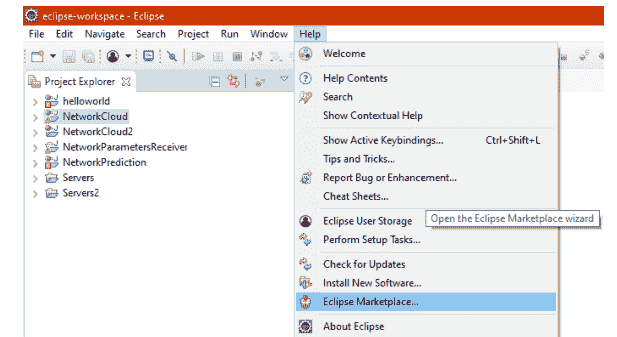 eclipse-workspace - Eclipse
File Edit Navigate Search Project Run Window Help
Project Explorer
helloworld
NetworkCloud
NetworkCloud2
NetworkParametersReceiver
NetworkPrediction
Servers
Servers2
Welcome
Help Contents
Search
Show Contextual Help
Show Active Keybindings... Ctrl+Shift+L
Tips and Tricks...
Report Bug or Enhancement...
Cheat Sheets...
Eclipse User Storage
Open the Eclipse Marketplace wizard
Perform Setup Tasks...
Check for Updates
Install New Software...
Eclipse Marketplace...
About Eclipse